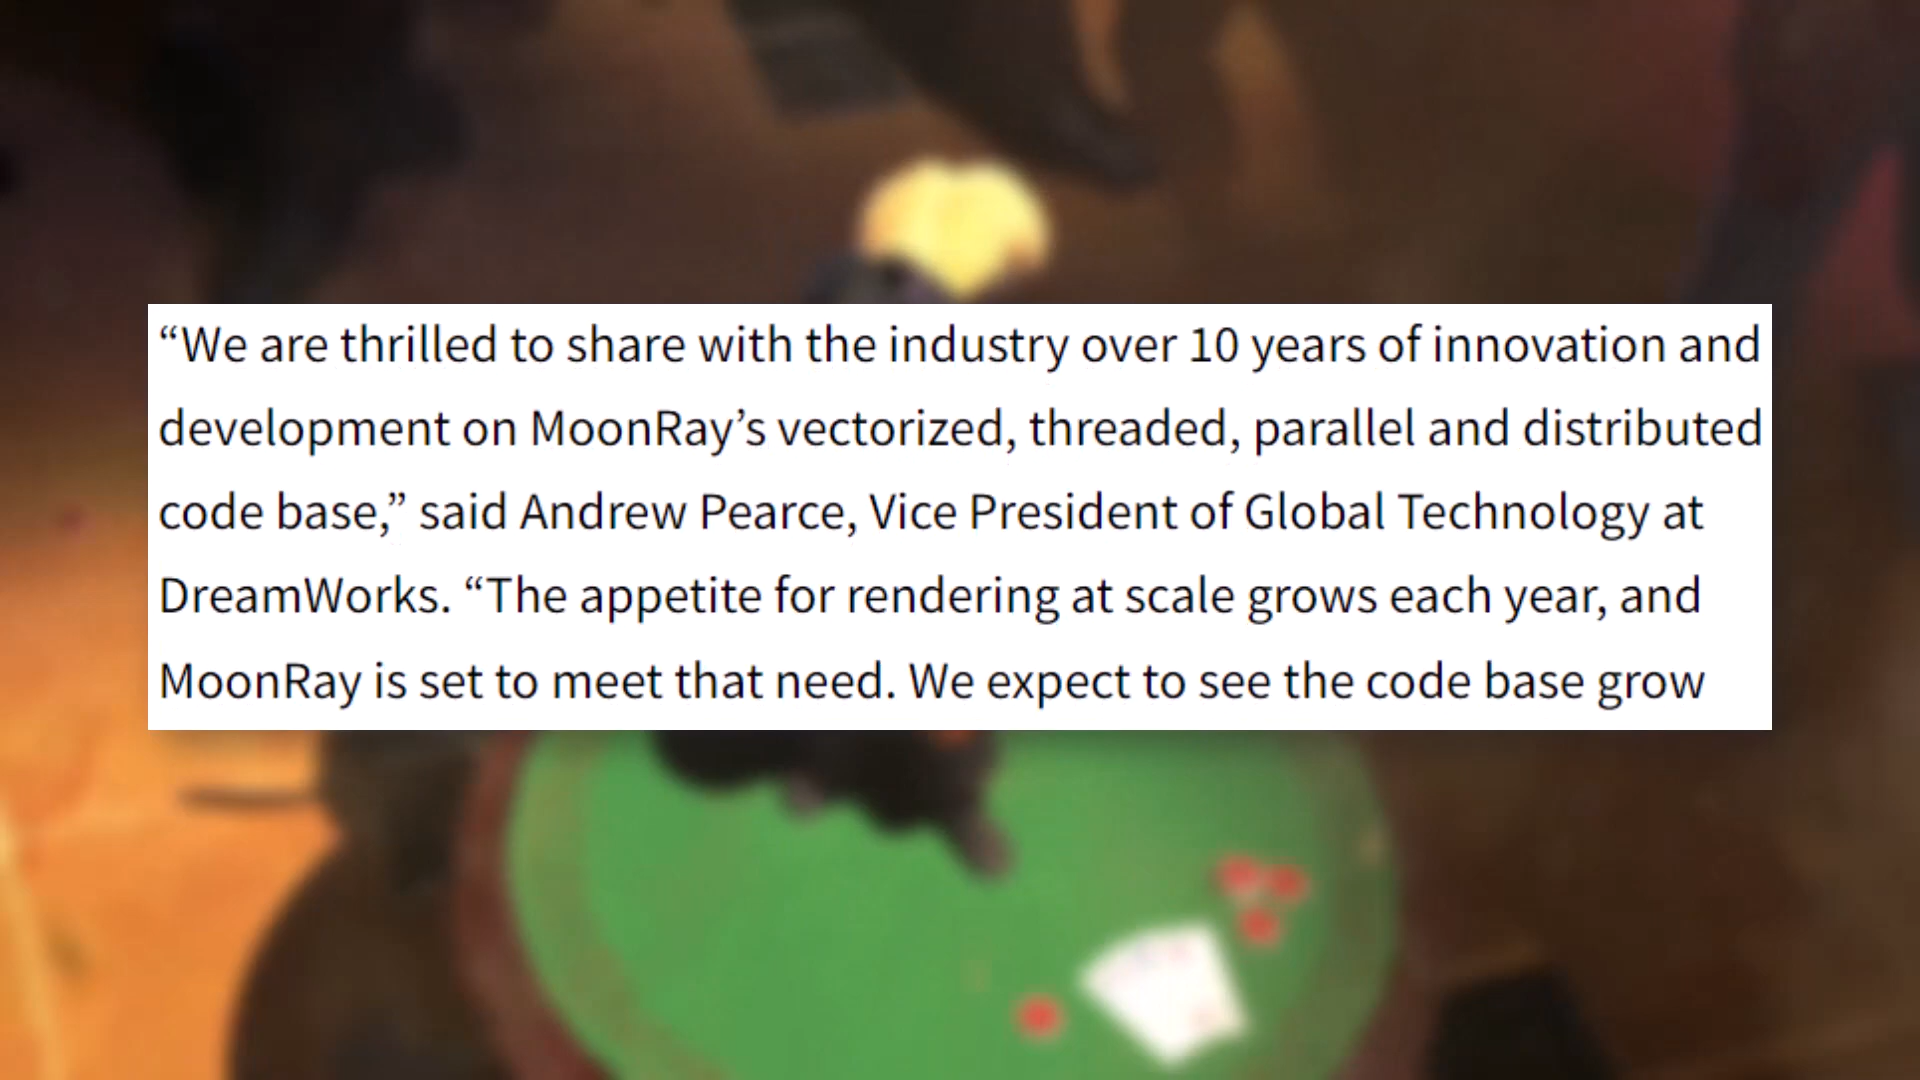 “We are thrilled to share with the industry over 10 years of innovation and
development on MoonRay’s vectorized, threaded, parallel and distributed
code base,” said Andrew Pearce, Vice President of Global Technology at
DreamWorks. “The appetite for rendering at scale grows each year, and
MoonRay is set to meet that need. We expect to see the code base grow